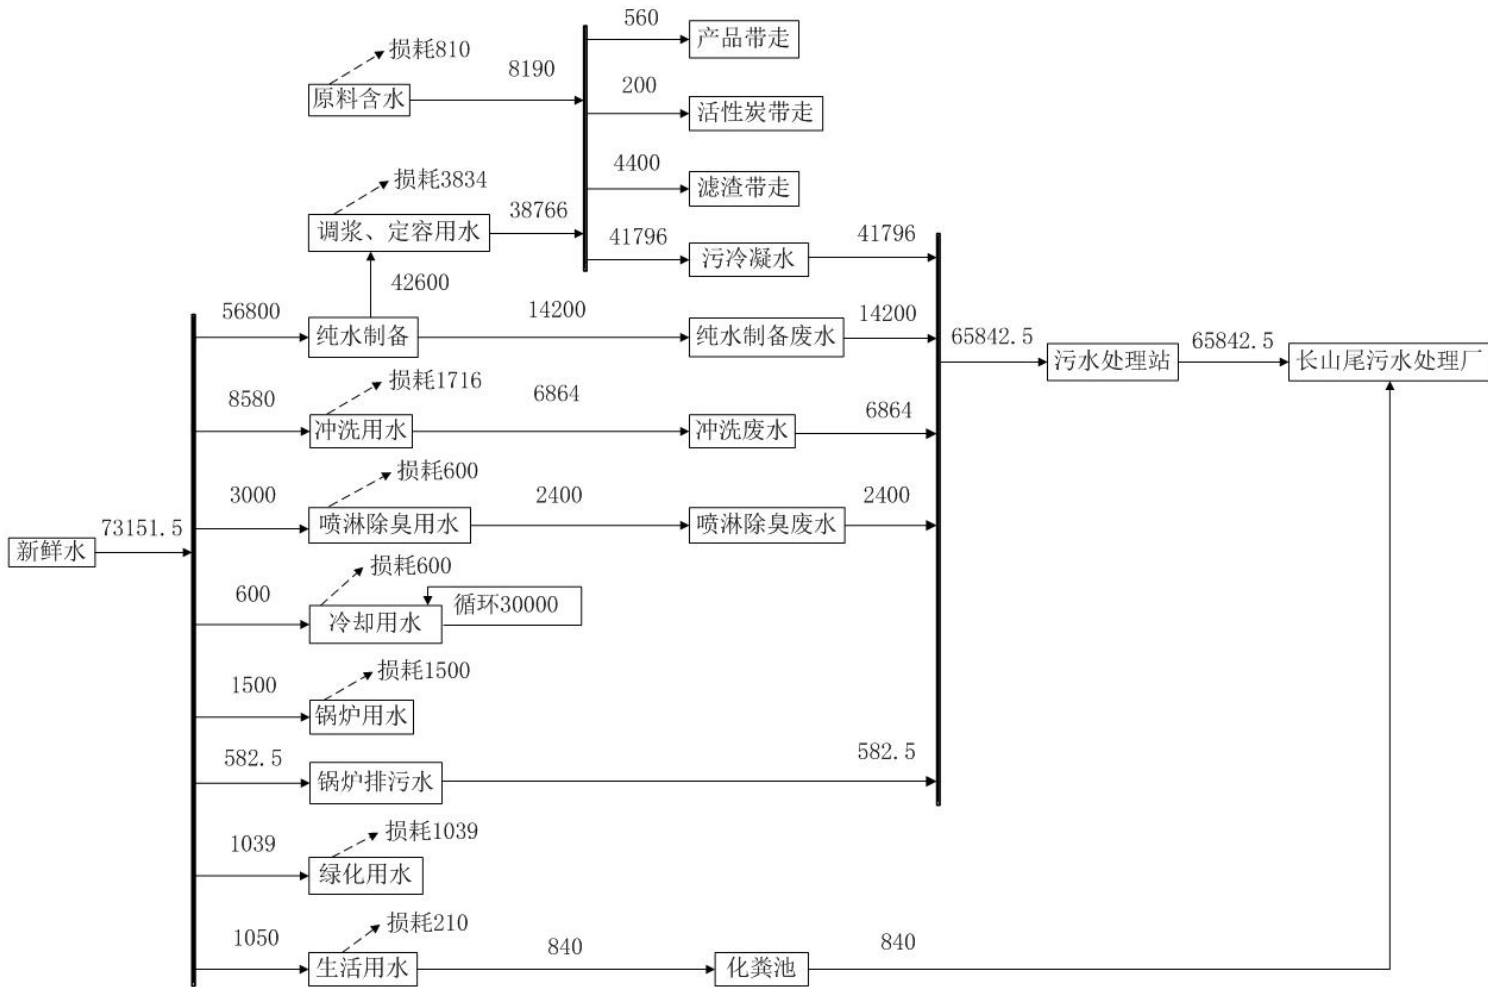 损耗810
原料含水
8190
560
产品带走
200
活性炭带走
4400
滤渣带走
41796
污冷凝水
41796
损耗3834
调浆、定容用水
38766
42600
56800
纯水制备
14200
纯水制备废水
14200
65842.5
污水处理站
65842.5
长山尾污水处理厂
8580
损耗1716
冲洗用水
6864
冲洗废水
6864
3000
损耗600
喷淋除臭用水
2400
喷淋除臭废水
2400
新鲜水
73151.5
600
损耗600
冷却用水
循环30000
1500
损耗1500
锅炉用水
582.5
锅炉排污水
582.5
1039
损耗1039
绿化用水
1050
损耗210
生活用水
840
化粪池
840